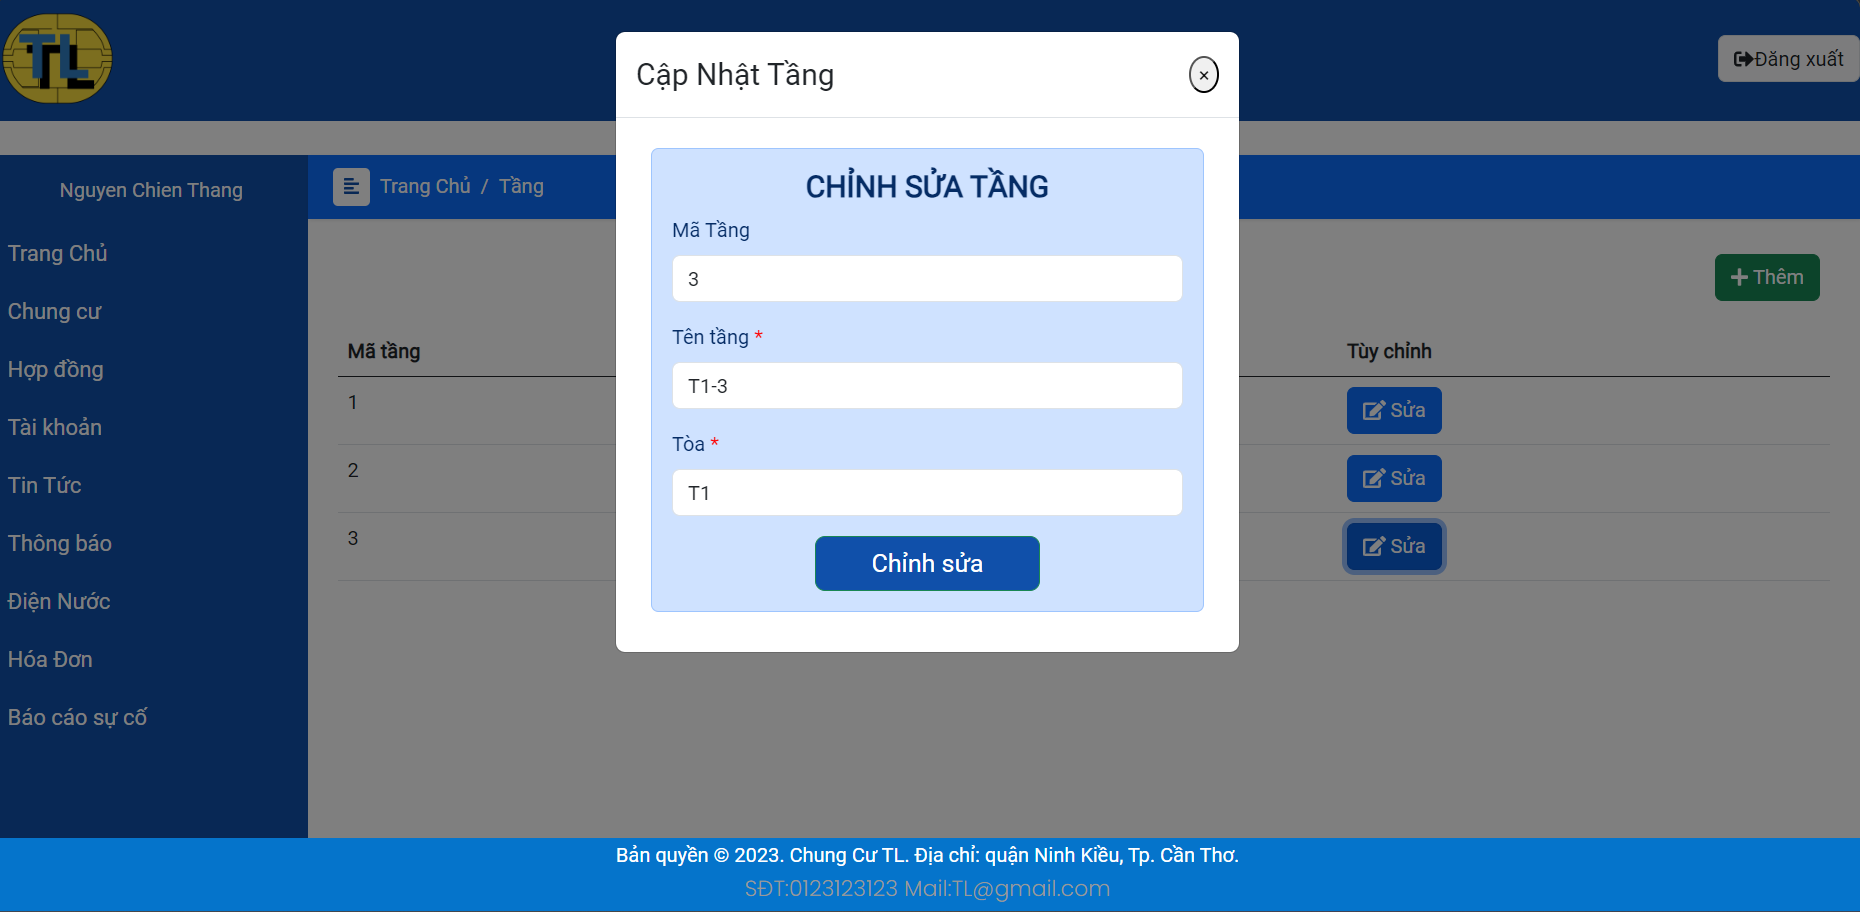 TL
Đăng xuất
Cập Nhật Tầng
×
Nguyen Chien Thang
Trang Chủ / Tầng
Trang Chủ
Chung cư
Hợp đồng
Tài khoản
Tin Tức
Thông báo
Điện Nước
Hóa Đơn
Báo cáo sự cố
CHỈNH SỬA TẦNG
Mã Tầng
3
Tên tầng *
T1-3
Tòa *
T1
Chỉnh sửa
Thêm
Mã tầng Tùy chỉnh
1 Sửa
2 Sửa
3 Sửa
Bản quyền © 2023. Chung Cư TL. Địa chỉ: quận Ninh Kiều, Tp. Cần Thơ.
SĐT:0123123123 Mail:TL@gmail.com